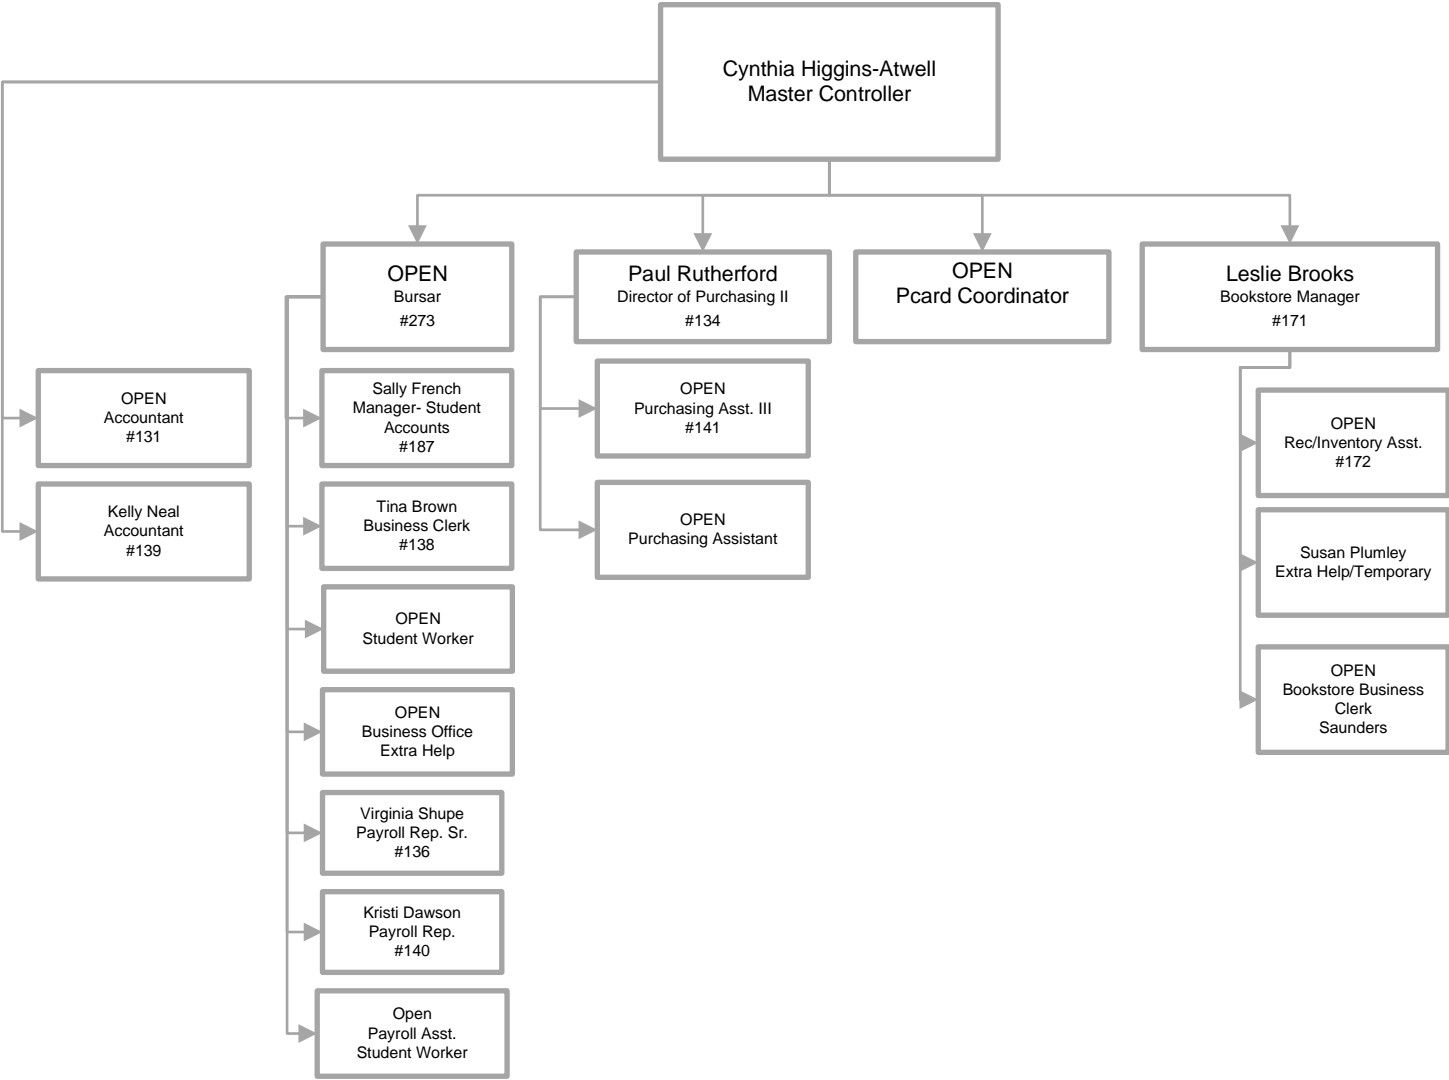 Cynthia Higgins-Atwell
Master Controller
OPEN
Bursar
#273
Paul Rutherford
Director of Purchasing II
#134
OPEN
Pcard Coordinator
Leslie Brooks
Bookstore Manager
#171
OPEN
Accountant
#131
Kelly Neal
Accountant
#139
Sally French
Manager- Student
Accounts
#187
Tina Brown
Business Clerk
#138
OPEN
Student Worker
OPEN
Business Office
Extra Help
Virginia Shupe
Payroll Rep. Sr.
#136
Kristi Dawson
Payroll Rep.
#140
Open
Payroll Asst.
Student Worker
OPEN
Purchasing Asst. III
#141
OPEN
Purchasing Assistant
OPEN
Rec/Inventory Asst.
#172
Susan Plumley
Extra Help/Temporary
OPEN
Bookstore Business
Clerk
Saunders